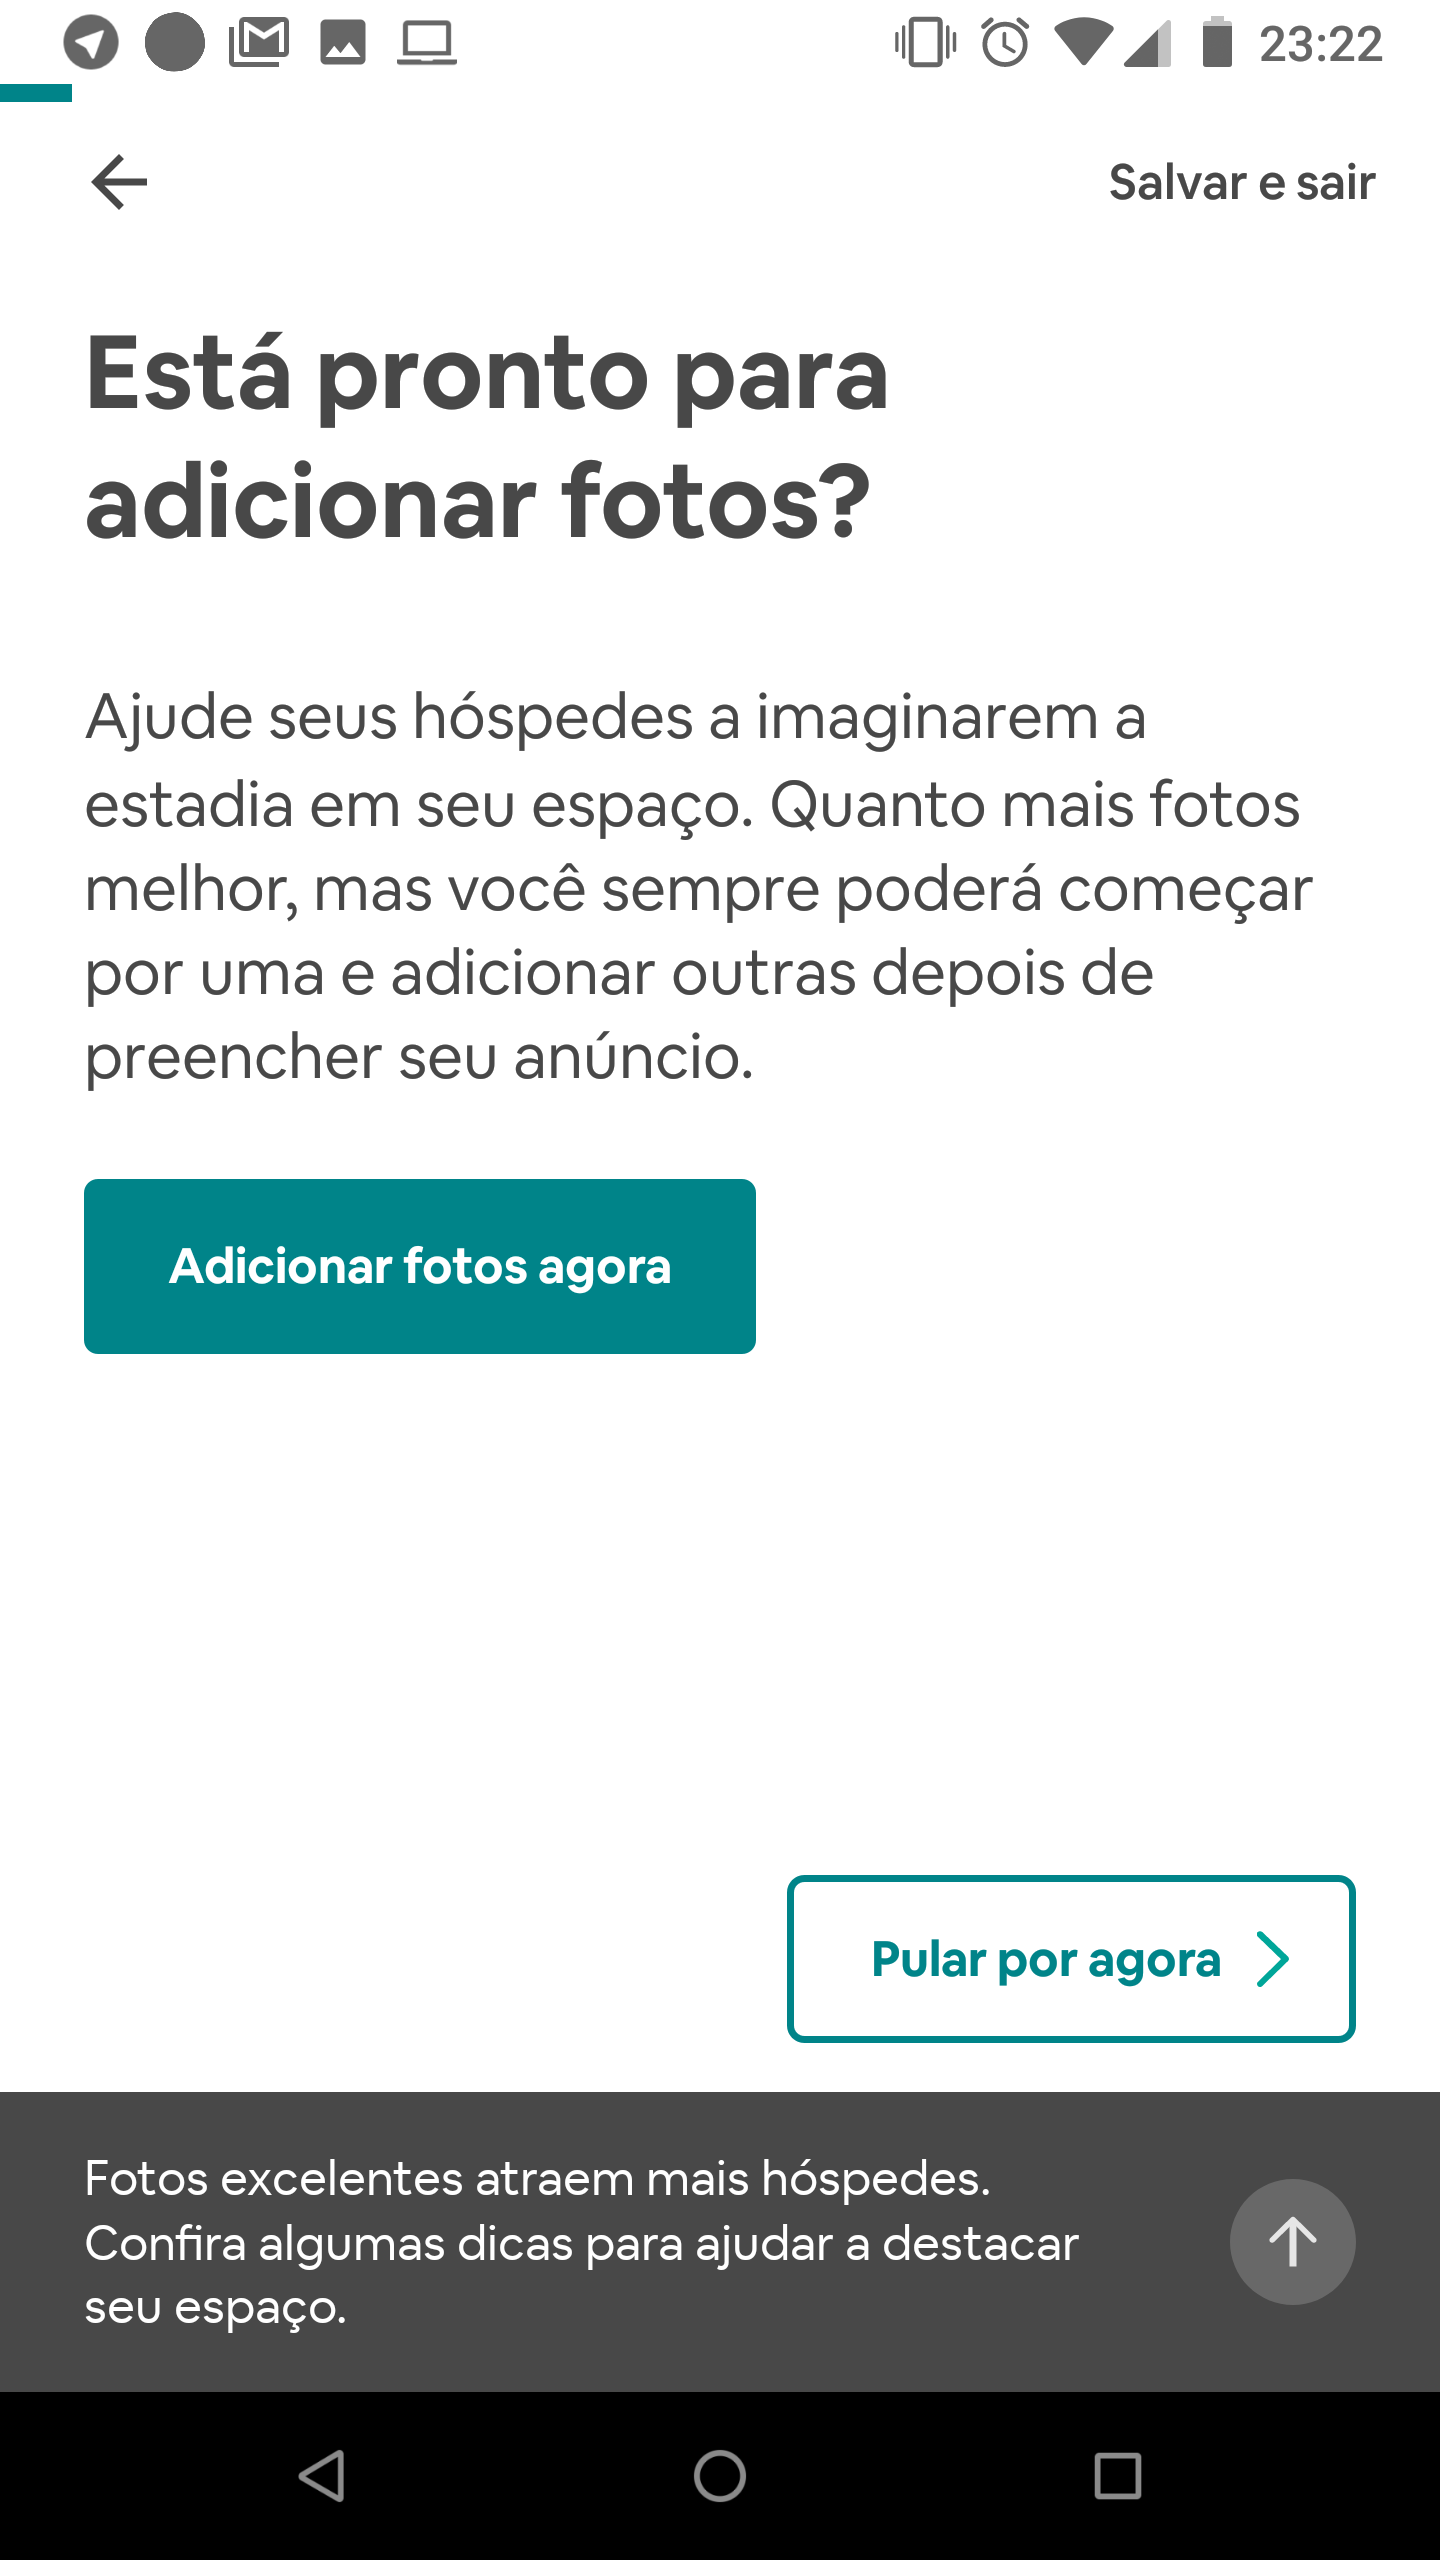 23:22
Salvar e sair
Está pronto para
adicionar fotos?
Ajude seus hóspedes a imaginarem a
estadia em seu espaço. Quanto mais fotos
melhor, mas você sempre poderá começar
por uma e adicionar outras depois de
preencher seu anúncio.
Adicionar fotos agora
Pular por agora
Fotos excelentes atraem mais hóspedes.
Confira algumas dicas para ajudar a destacar
seu espaço.